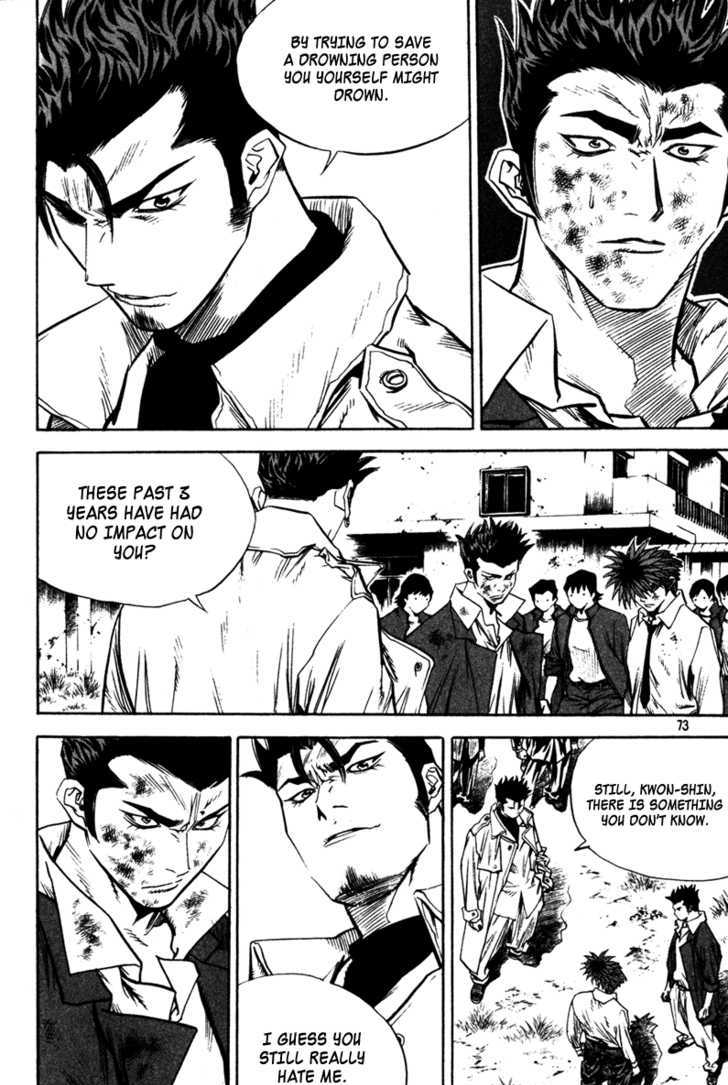 BY TRYING TO SAVE
A DROWNING PERSON
YOU YOURSELF MIGHT
DROWN.
THESE PAST 3
YEARS HAVE HAD
NO IMPACT ON
YOU?
73
I GUESS YOU
STILL REALLY
HATE ME.
STILL, KWON-SHIN,
THERE IS SOMETHING
YOU DON'T KNOW.